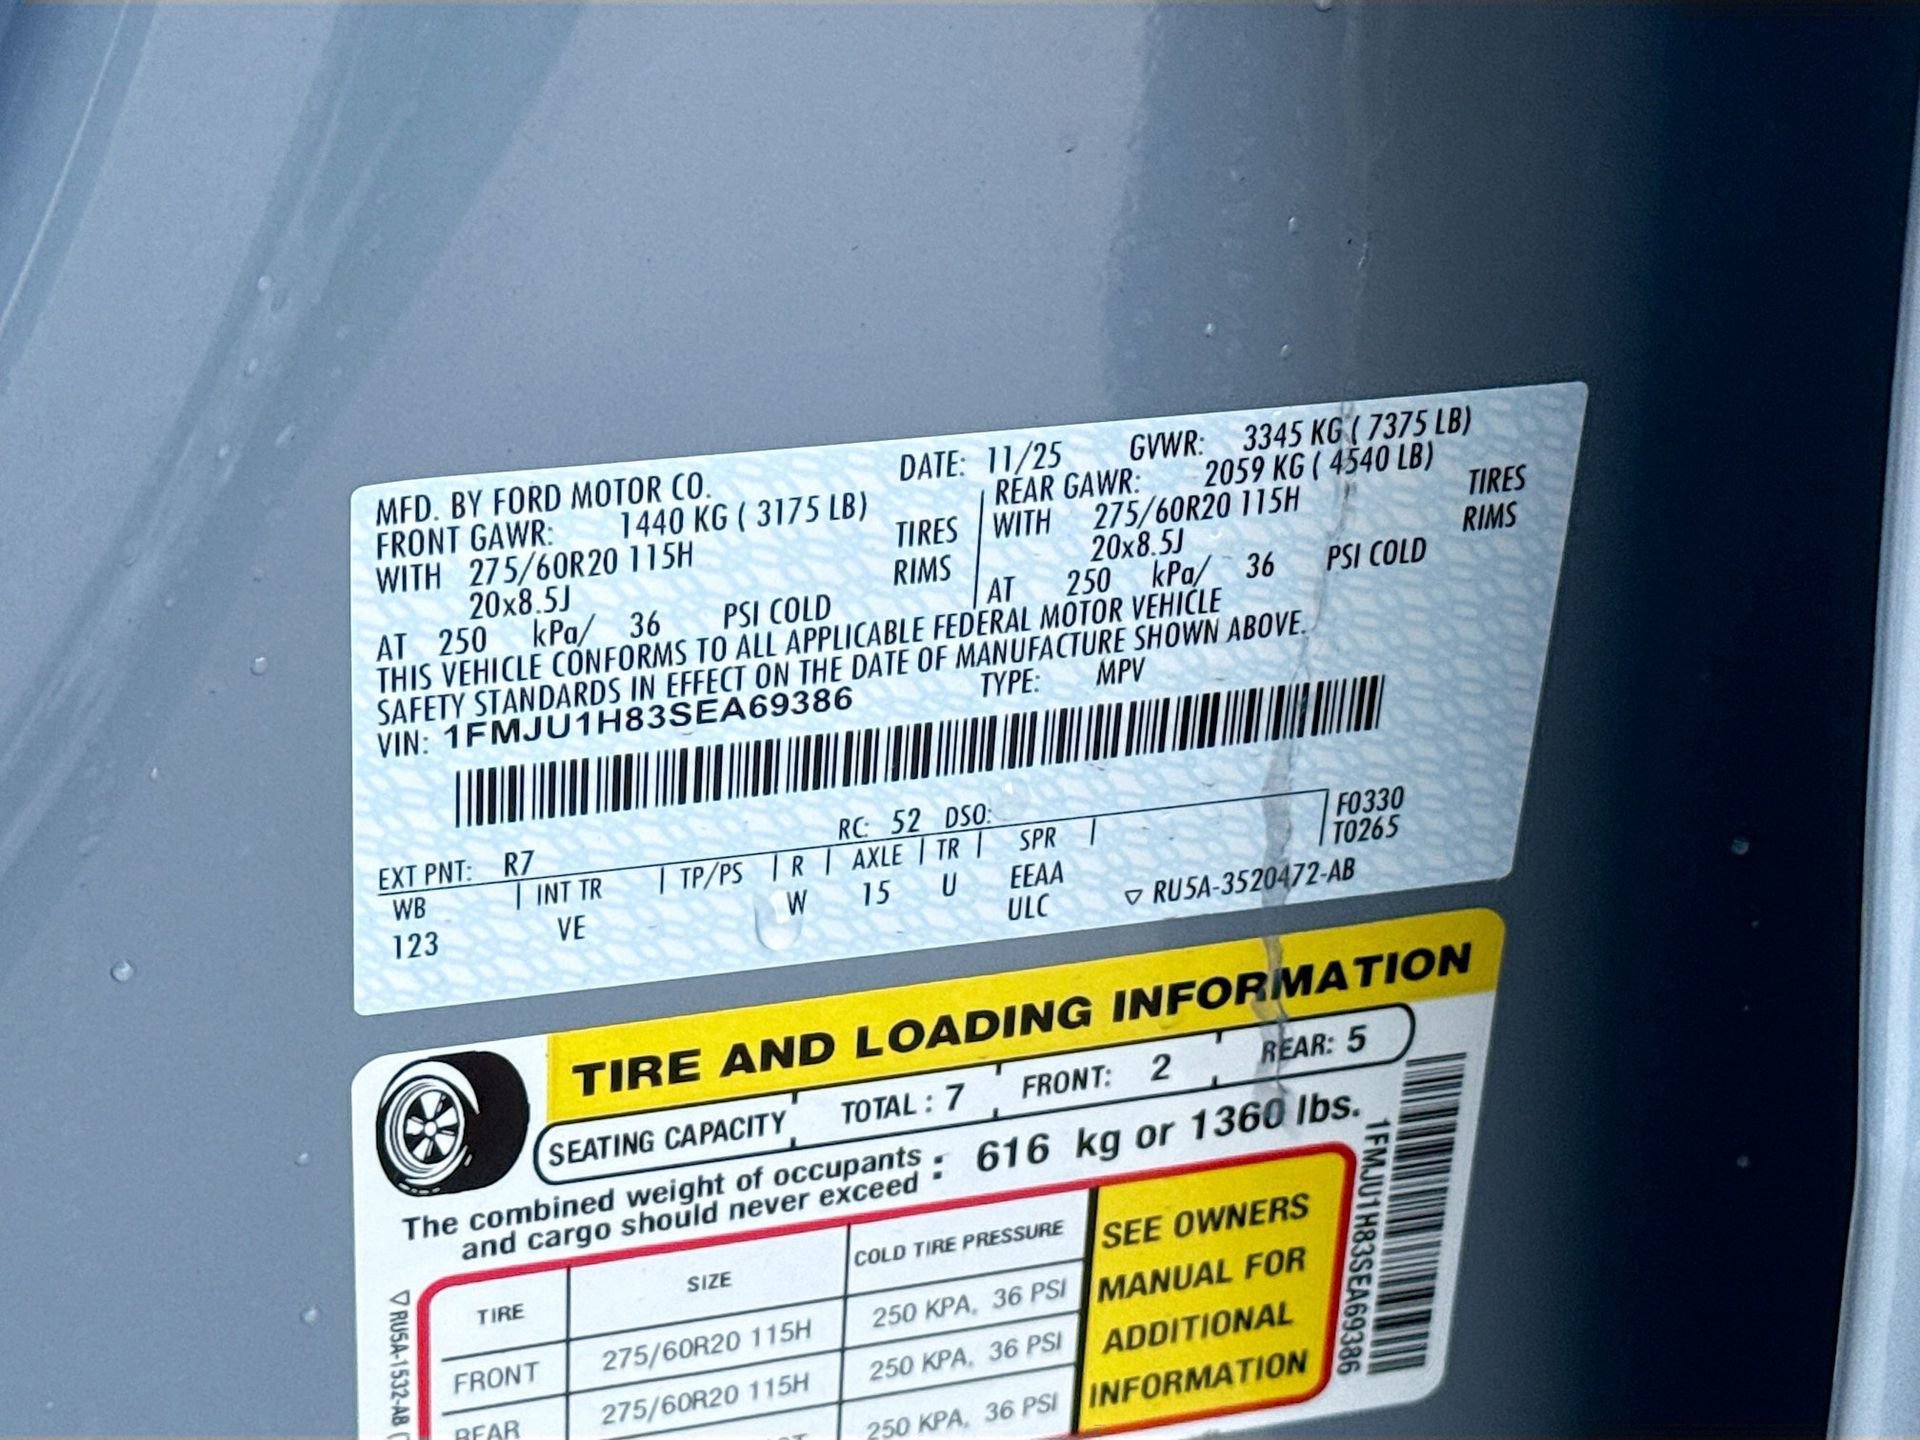 MFD. BY FORD MOTOR CO. DATE: 11/25 GVWR: 3345 KG ( 7375 LB)
FRONT GAWR: 1440 KG ( 3175 LB) REAR GAWR: 2059 KG ( 4540 LB)
WITH 275/60R20 115H TIRES WITH 275/60R20 115H TIRES
20x8.5J RIMS 20x8.5J RIMS
AT 250 kPa/ 36 PSI COLD AT 250 kPa/ 36 PSI COLD
THIS VEHICLE CONFORMS TO ALL APPLICABLE FEDERAL MOTOR VEHICLE
SAFETY STANDARDS IN EFFECT ON THE DATE OF MANUFACTURE SHOWN ABOVE.
VIN: 1FMJU1H83SEA69386 TYPE: MPV
EXT PNT: R7 RC: 52 DSO: F0330
WB INT TR TP/PS R AXLE TR SPR T0265
123 VE W 15 U EEAA
ULC ▽ RU5A-3520472-AB
TIRE AND LOADING INFORMATION
SEATING CAPACITY TOTAL : 7 FRONT: 2 REAR: 5
The combined weight of occupants
and cargo should never exceed : 616 kg or 1360 lbs.
TIRE SIZE COLD TIRE PRESSURE
FRONT 275/60R20 115H 250 KPA, 36 PSI
REAR 275/60R20 115H 250 KPA, 36 PSI
250 KPA, 36 PSI
SEE OWNERS
MANUAL FOR
ADDITIONAL
INFORMATION
1FMJU1H83SEA69386
▽RU5A-1532-AB